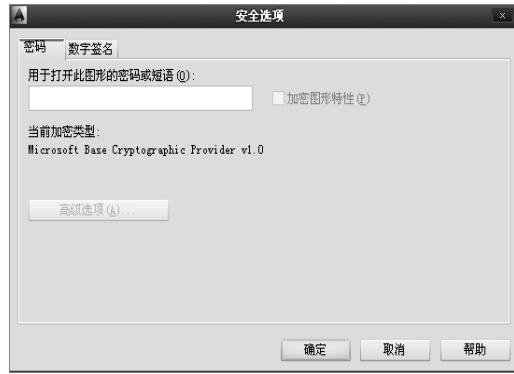 安全选项
密码 数字签名
用于打开此图形的密码或短语(O):
加密图形特性(P)
当前加密类型:
Microsoft Base Cryptographic Provider v1.0
高级选项(A)...
确定 取消 帮助